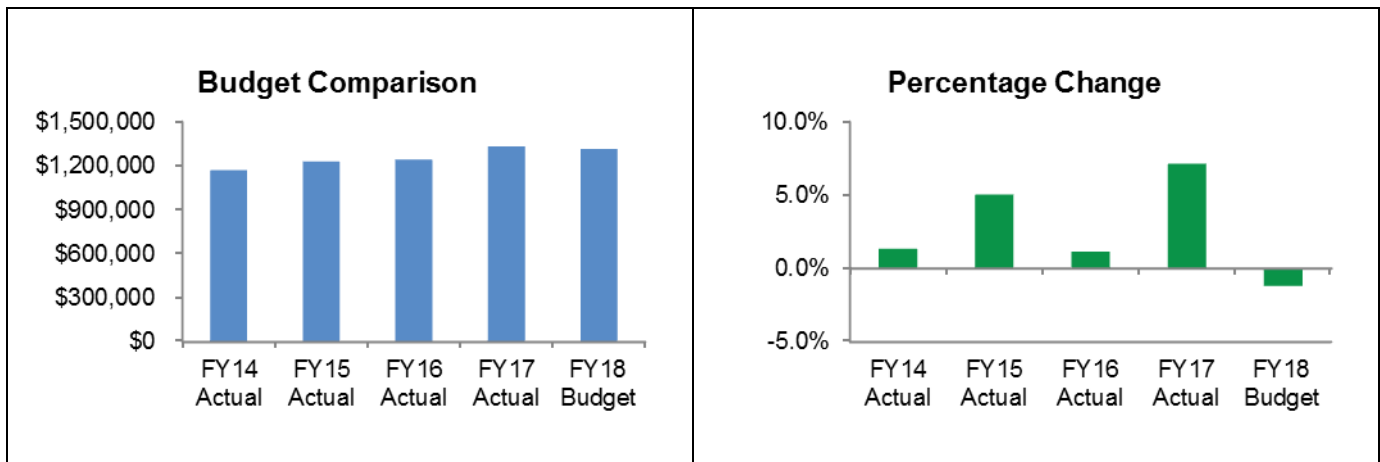 Budget Comparison
$1,500,000
$1,200,000
$900,000
$600,000
$300,000
$0
FY14 FY15 FY16 FY17 FY18
Actual Actual Actual Actual Budget
Percentage Change
10.0%
5.0%
0.0%
-5.0%
FY14 FY15 FY16 FY17 FY18
Actual Actual Actual Actual Budget